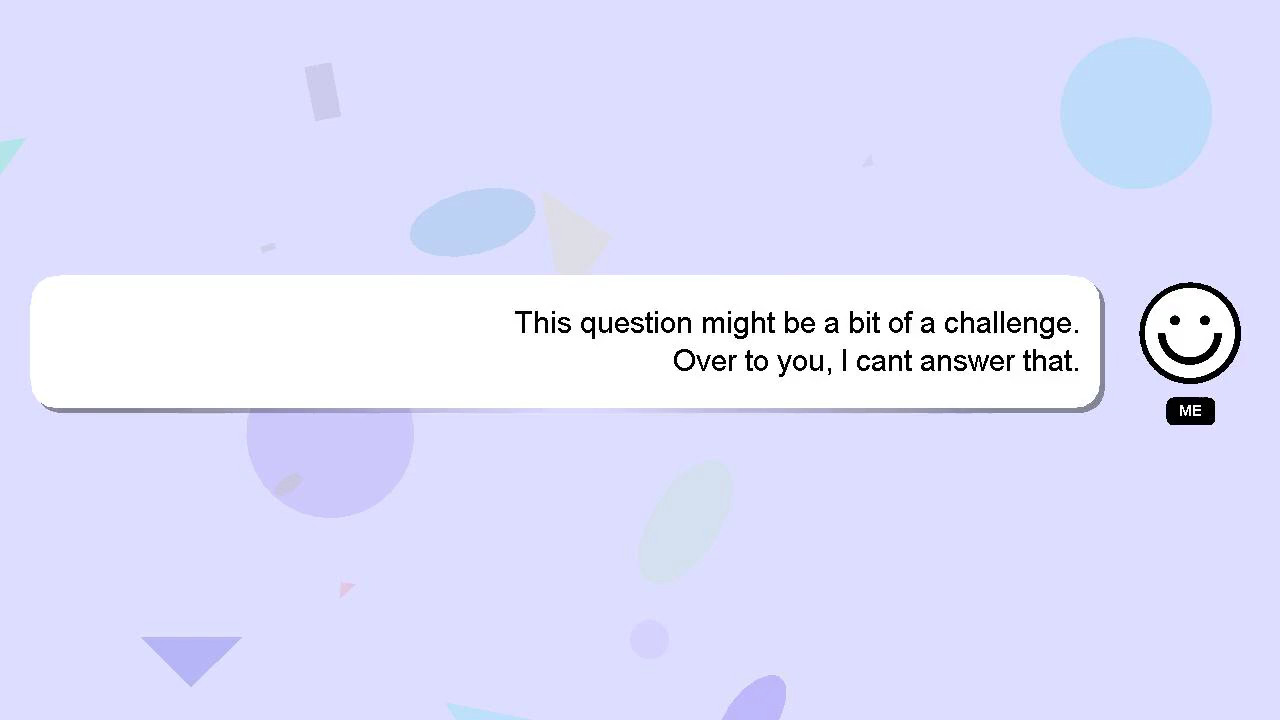 This question might be a bit of a challenge.
Over to you, I cant answer that.
ME